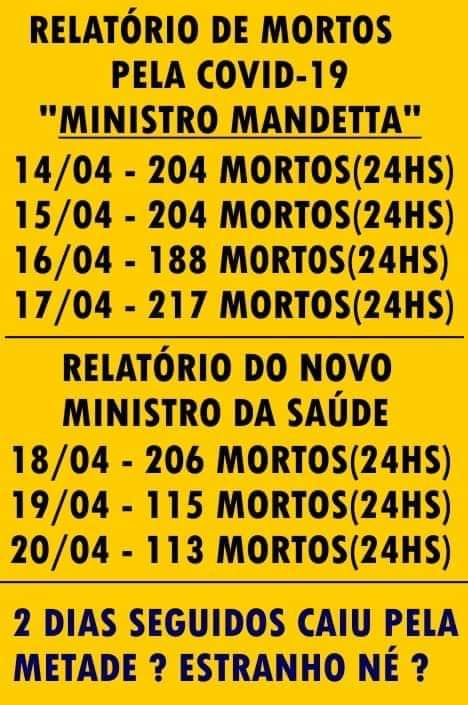 RELATÓRIO DE MORTOS
PELA COVID-19
"MINISTRO MANDETTA"
14/04 - 204 MORTOS(24HS)
15/04 - 204 MORTOS(24HS)
16/04 - 188 MORTOS(24HS)
17/04 - 217 MORTOS(24HS)
RELATÓRIO DO NOVO
MINISTRO DA SAÚDE
18/04 - 206 MORTOS(24HS)
19/04 - 115 MORTOS(24HS)
20/04 - 113 MORTOS(24HS)
2 DIAS SEGUIDOS CAIU PELA
METADE ? ESTRANHO NÉ ?